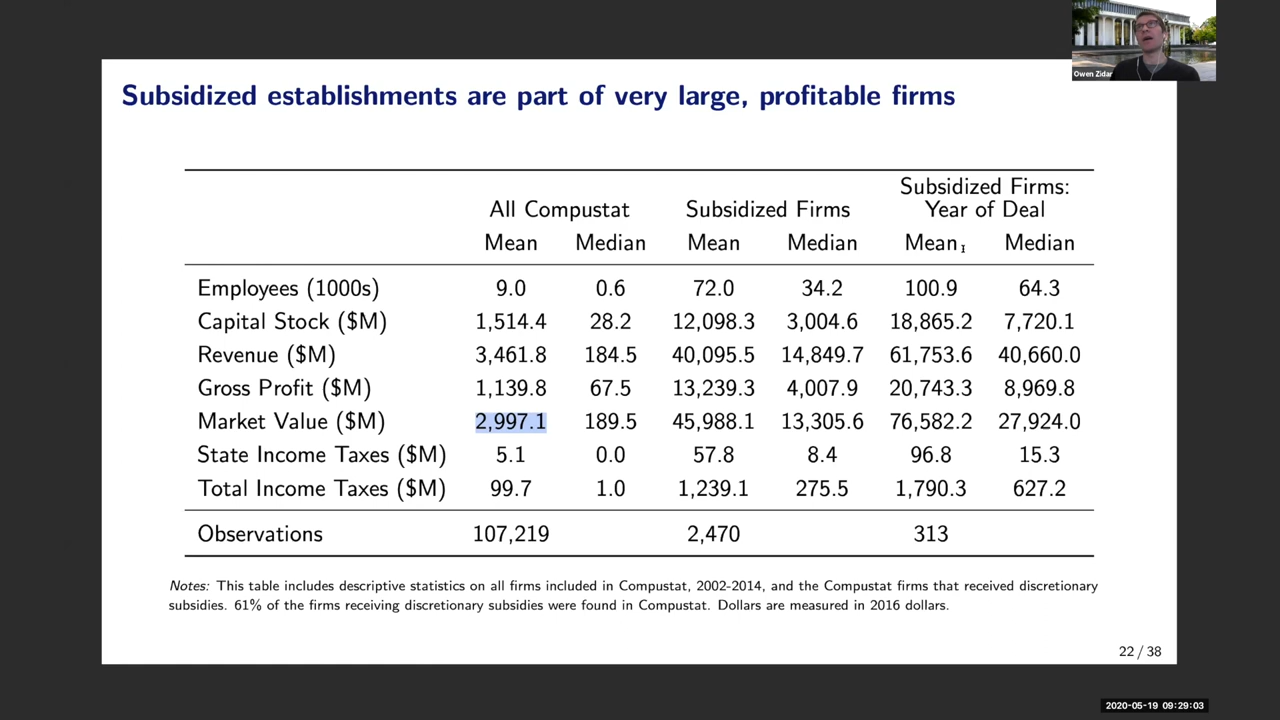 Owen Zidar
Subsidized establishments are part of very large, profitable firms
Subsidized Firms:
All Compustat Subsidized Firms Year of Deal
Mean Median Mean Median Mean Median
Employees (1000s) 9.0 0.6 72.0 34.2 100.9 64.3
Capital Stock ($M) 1,514.4 28.2 12,098.3 3,004.6 18,865.2 7,720.1
Revenue ($M) 3,461.8 184.5 40,095.5 14,849.7 61,753.6 40,660.0
Gross Profit ($M) 1,139.8 67.5 13,239.3 4,007.9 20,743.3 8,969.8
Market Value ($M) 2,997.1 189.5 45,988.1 13,305.6 76,582.2 27,924.0
State Income Taxes ($M) 5.1 0.0 57.8 8.4 96.8 15.3
Total Income Taxes ($M) 99.7 1.0 1,239.1 275.5 1,790.3 627.2
Observations 107,219 2,470 313
Notes: This table includes descriptive statistics on all firms included in Compustat, 2002-2014, and the Compustat firms that received discretionary
subsidies. 61% of the firms receiving discretionary subsidies were found in Compustat. Dollars are measured in 2016 dollars.
22 / 38
2020-05-19 09:29:03